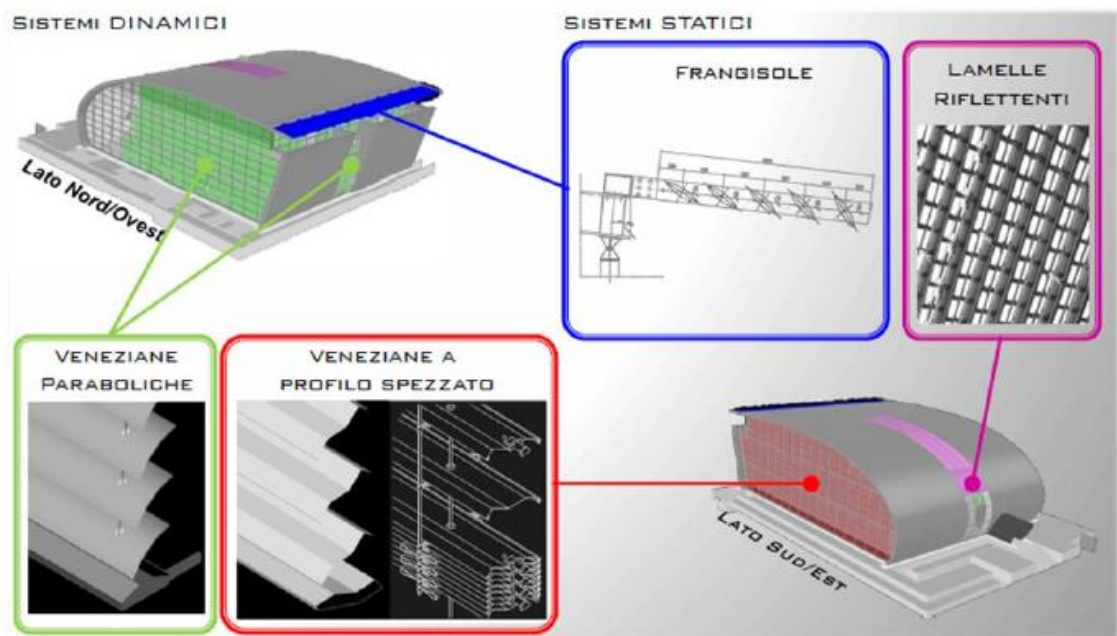 SISTEMI DINAMICI
SISTEMI STATICI
FRANGISOLE
LAMELLE
RIFLETTENTI
Lato Nord/Ovest
VENEZIANE
PARABOLICHE
VENEZIANE A
PROFILO SPEZZATO
LATO SUD/EST